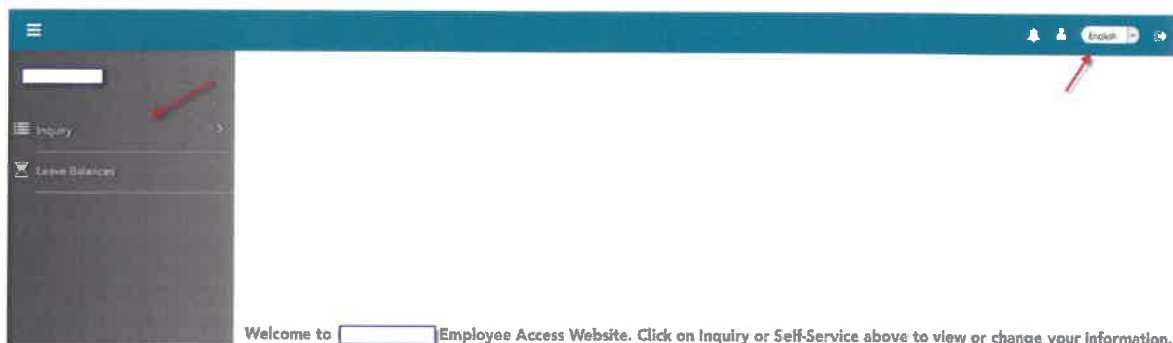 English
Inquiry
Leave Balances
Welcome to Employee Access Website. Click on Inquiry or Self-Service above to view or change your information.